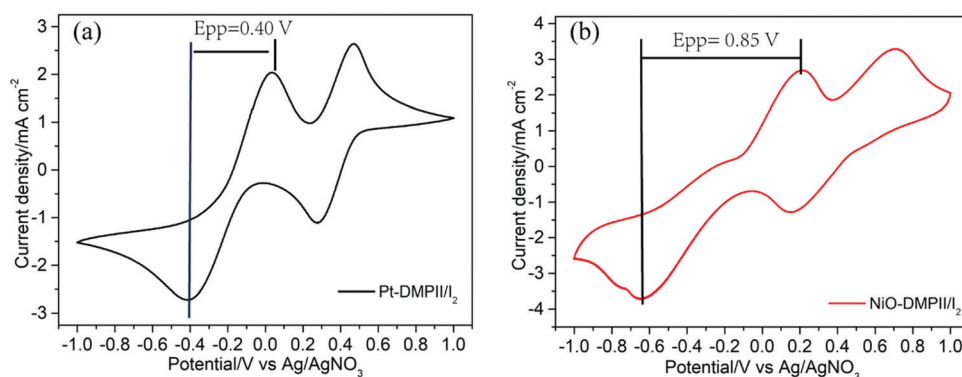 (a)
Epp=0.40 V
3
2
1
0
-1
-2
-3
Current density/mA cm-2
Pt-DMPII/I2
-1.0 -0.8 -0.6 -0.4 -0.2 0.0 0.2 0.4 0.6 0.8 1.0
Potential/V vs Ag/AgNO3
(b)
Epp= 0.85 V
4
3
2
1
0
-1
-2
-3
-4
Current density/mA cm-2
NiO-DMPII/I2
-1.0 -0.8 -0.6 -0.4 -0.2 0.0 0.2 0.4 0.6 0.8 1.0
Potential/V vs Ag/AgNO3